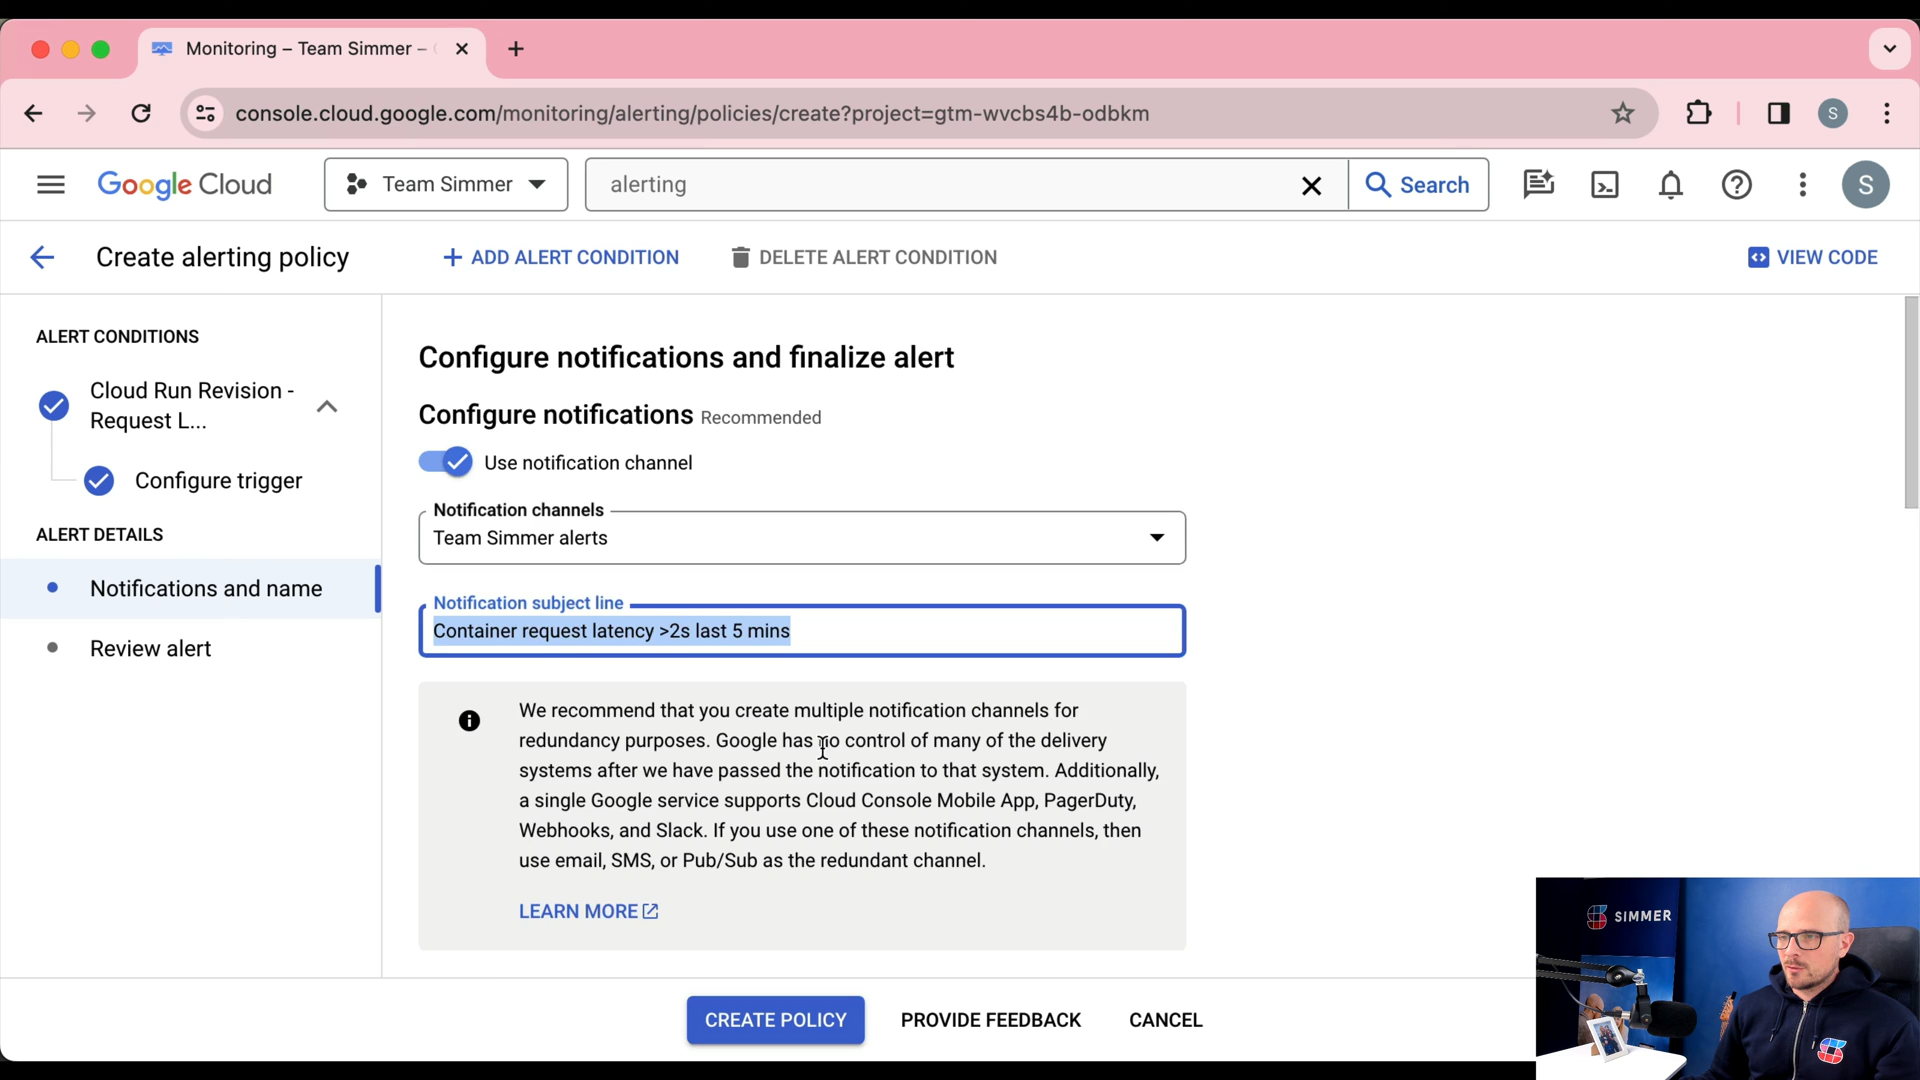 Monitoring – Team Simmer –
console.cloud.google.com/monitoring/alerting/policies/create?project=gtm-wvcbs4b-odbkm
S
Google Cloud
Team Simmer
alerting
Search
S
Create alerting policy
ADD ALERT CONDITION
DELETE ALERT CONDITION
VIEW CODE
ALERT CONDITIONS
Cloud Run Revision -
Request L...
Configure trigger
ALERT DETAILS
Notifications and name
Review alert
Configure notifications and finalize alert
Configure notifications Recommended
Use notification channel
Notification channels
Team Simmer alerts
Notification subject line
Container request latency >2s last 5 mins
We recommend that you create multiple notification channels for
redundancy purposes. Google has no control of many of the delivery
systems after we have passed the notification to that system. Additionally,
a single Google service supports Cloud Console Mobile App, PagerDuty,
Webhooks, and Slack. If you use one of these notification channels, then
use email, SMS, or Pub/Sub as the redundant channel.
LEARN MORE
CREATE POLICY
PROVIDE FEEDBACK
CANCEL
SIMMER